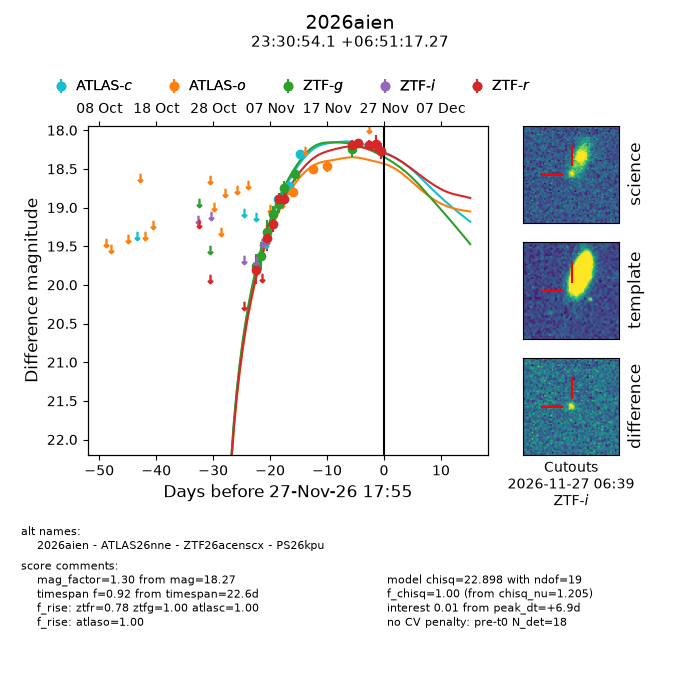 2026aien
23:30:54.1 +06:51:17.27
ATLAS-c ATLAS-o ZTF-g ZTF-i ZTF-r
08 Oct 18 Oct 28 Oct 07 Nov 17 Nov 27 Nov 07 Dec
18.0
18.5
19.0
19.5
20.0
20.5
21.0
21.5
22.0
Difference magnitude
−50 −40 −30 −20 −10 0 10
Days before 27-Nov-26 17:55
science
template
difference
Cutouts
2026-11-27 06:39
ZTF-i
alt names:
2026aien - ATLAS26nne - ZTF26acenscx - PS26kpu
score comments:
mag_factor=1.30 from mag=18.27
timespan f=0.92 from timespan=22.6d
f_rise: ztfr=0.78 ztfg=1.00 atlasc=1.00
f_rise: atlaso=1.00
model chisq=22.898 with ndof=19
f_chisq=1.00 (from chisq_nu=1.205)
interest 0.01 from peak_dt=+6.9d
no CV penalty: pre-t0 N_det=18